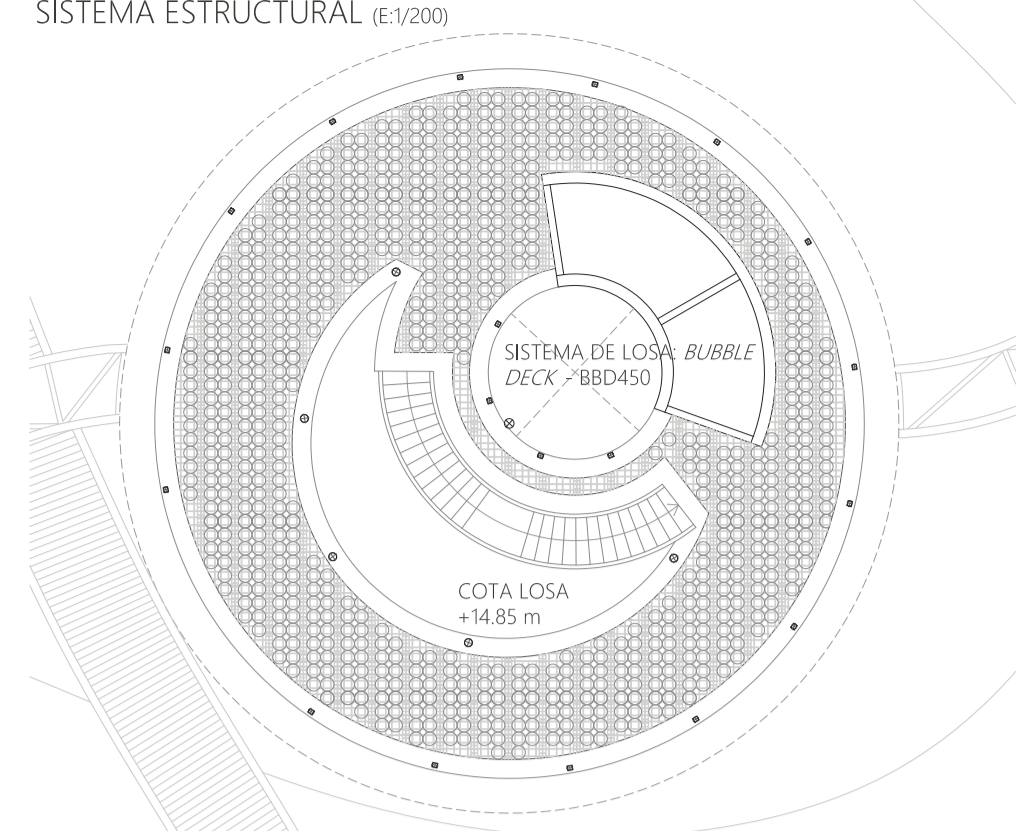 SISTEMA ESTRUCTURAL (E:1/200)
SISTEMA DE LOSA: BUBBLE
DECK - BBD450
COTA LOSA
+14.85 m